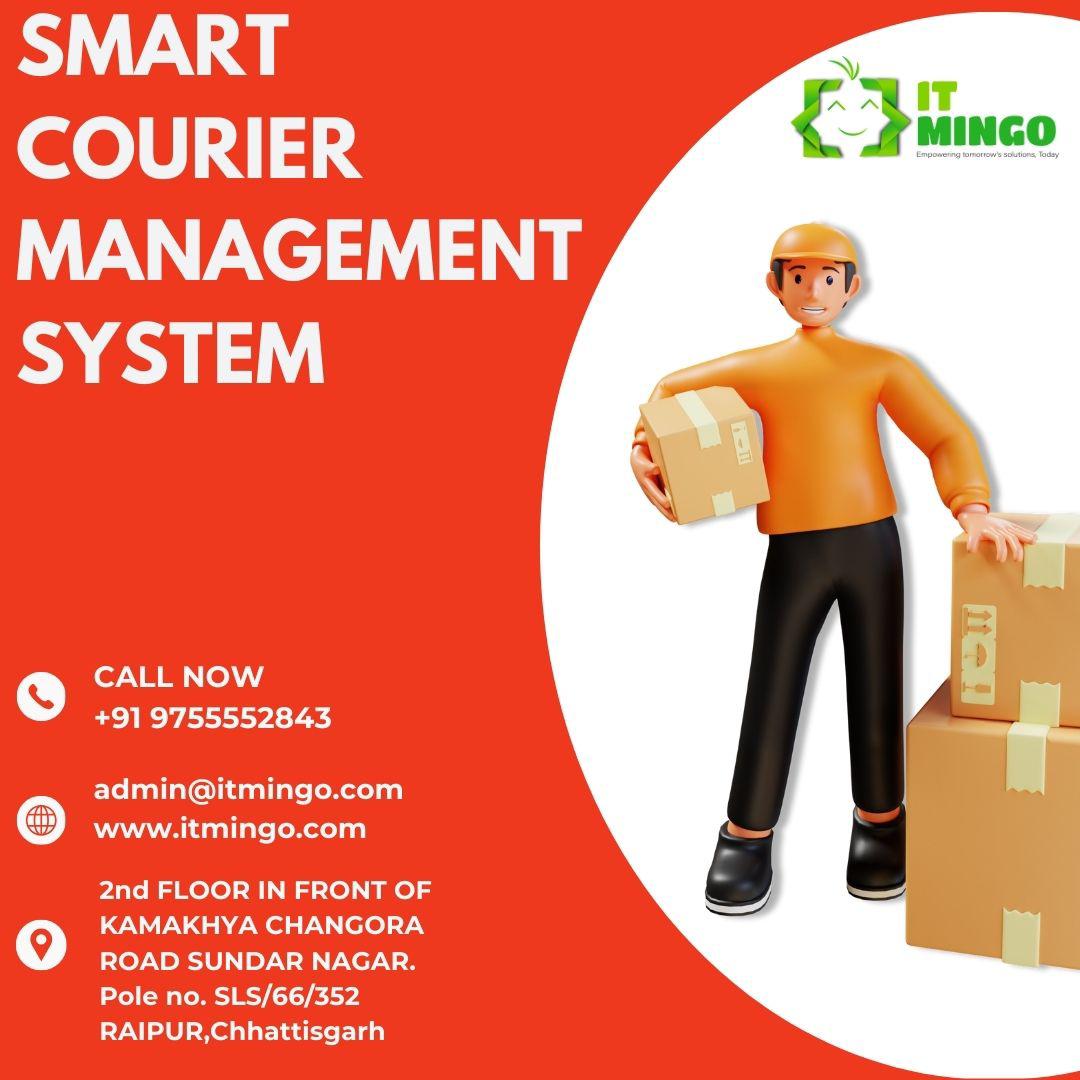 SMART
COURIER
MANAGEMENT
SYSTEM
IT
MINGO
Empowering tomorrow's solutions, Today
CALL NOW
+91 9755552843
admin@itmingo.com
www.itmingo.com
2nd FLOOR IN FRONT OF
KAMAKHYA CHANGORA
ROAD SUNDAR NAGAR.
Pole no. SLS/66/352
RAIPUR,Chhattisgarh